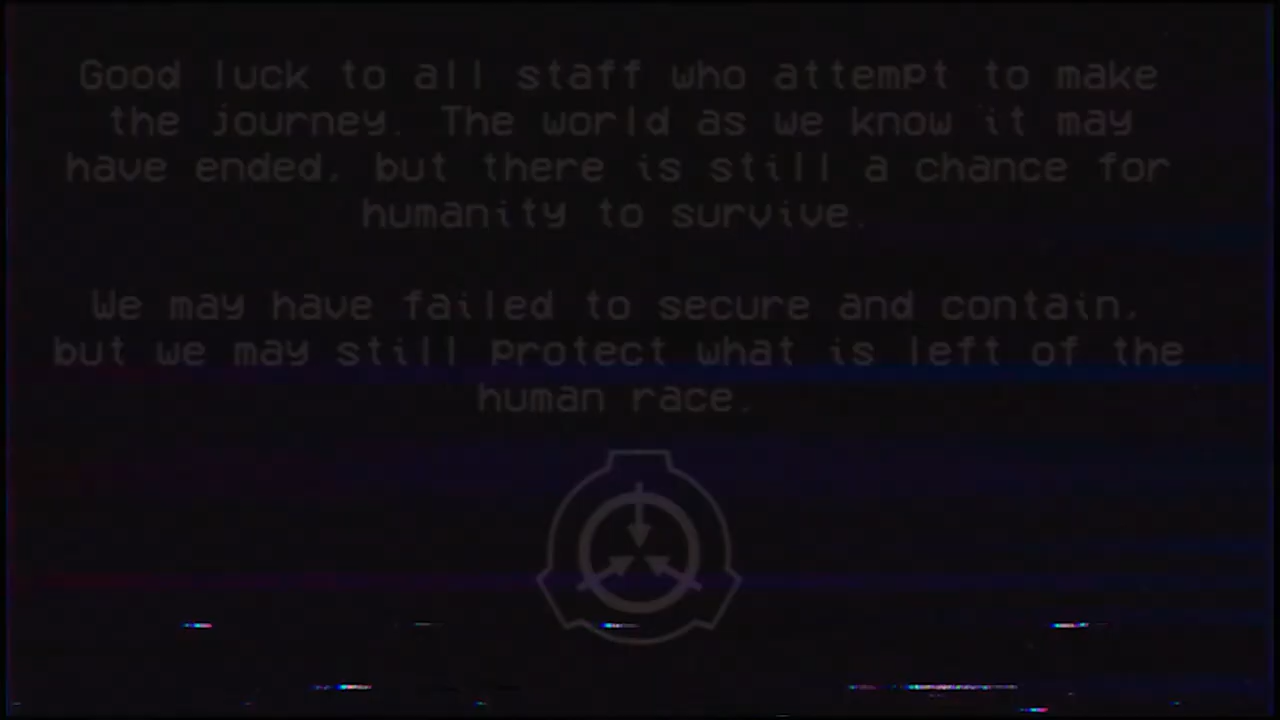 Good luck to all staff who attempt to make
the journey. The world as we know it may
have ended, but there is still a chance for
humanity to survive.
We may have failed to secure and contain,
but we may still protect what is left of the
human race.